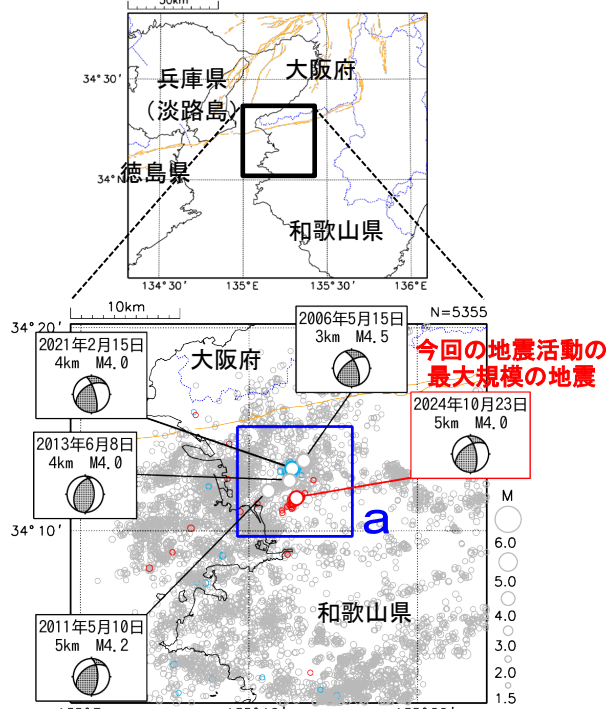 兵庫県
（淡路島）
大阪府
34°30'
徳島県
34°N
和歌山県
134°30'
135°E
135°30'
136°E
10km
N=5355
34°20'
2021年2月15日
4km M4.0
大阪府
2006年5月15日
3km M4.5
今回の地震活動の
最大規模の地震
2024年10月23日
5km M4.0
2013年6月8日
4km M4.0
a
34°10'
M
6.0
5.0
4.0
3.0
2.0
1.5
和歌山県
2011年5月10日
5km M4.2